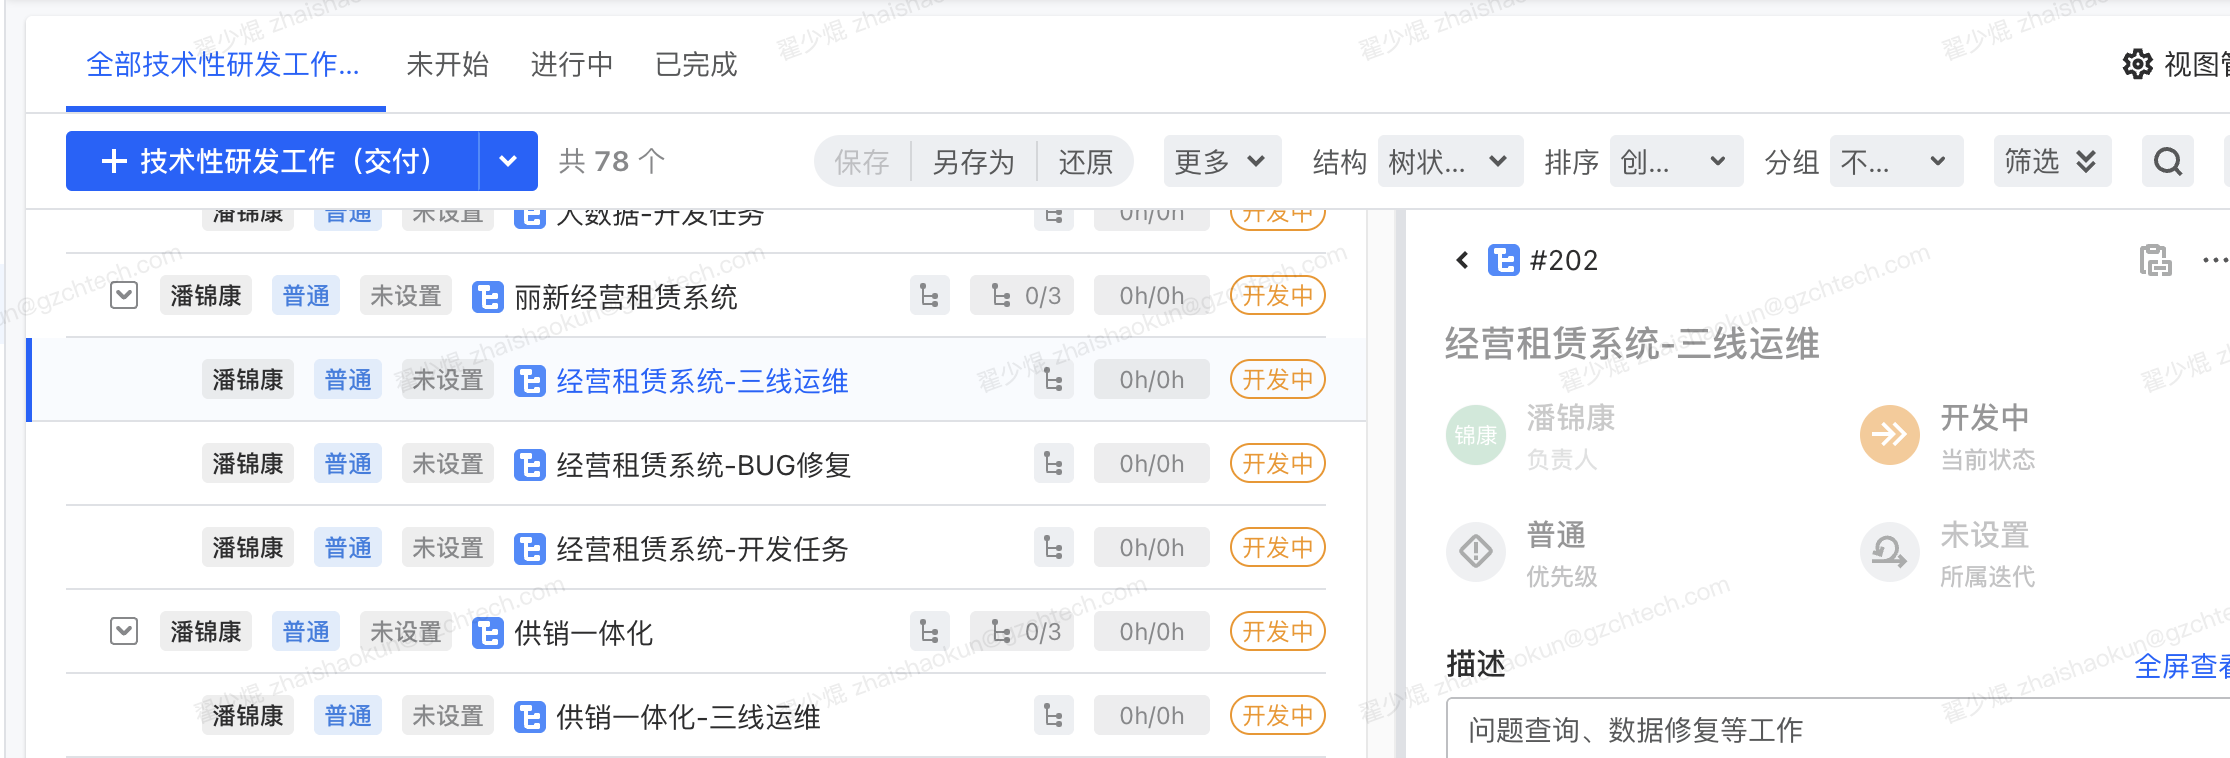 全部技术性研发工作...
未开始
进行中
已完成
视图管
技术性研发工作（交付）
共 78 个
保存
另存为
还原
更多
结构 树状...
排序 创...
分组 不...
筛选
潘锦康 普通 未设置 大数据-开发任务 0h/0h 开发中
潘锦康 普通 未设置 丽新经营租赁系统 0/3 0h/0h 开发中
潘锦康 普通 未设置 经营租赁系统-三线运维 0h/0h 开发中
潘锦康 普通 未设置 经营租赁系统-BUG修复 0h/0h 开发中
潘锦康 普通 未设置 经营租赁系统-开发任务 0h/0h 开发中
潘锦康 普通 未设置 供销一体化 0/3 0h/0h 开发中
潘锦康 普通 未设置 供销一体化-三线运维 0h/0h 开发中
#202
经营租赁系统-三线运维
锦康
潘锦康
负责人
开发中
当前状态
普通
优先级
未设置
所属迭代
描述
全屏查看
问题查询、数据修复等工作
翟少焜 zhaishaokun@gzchtech.com